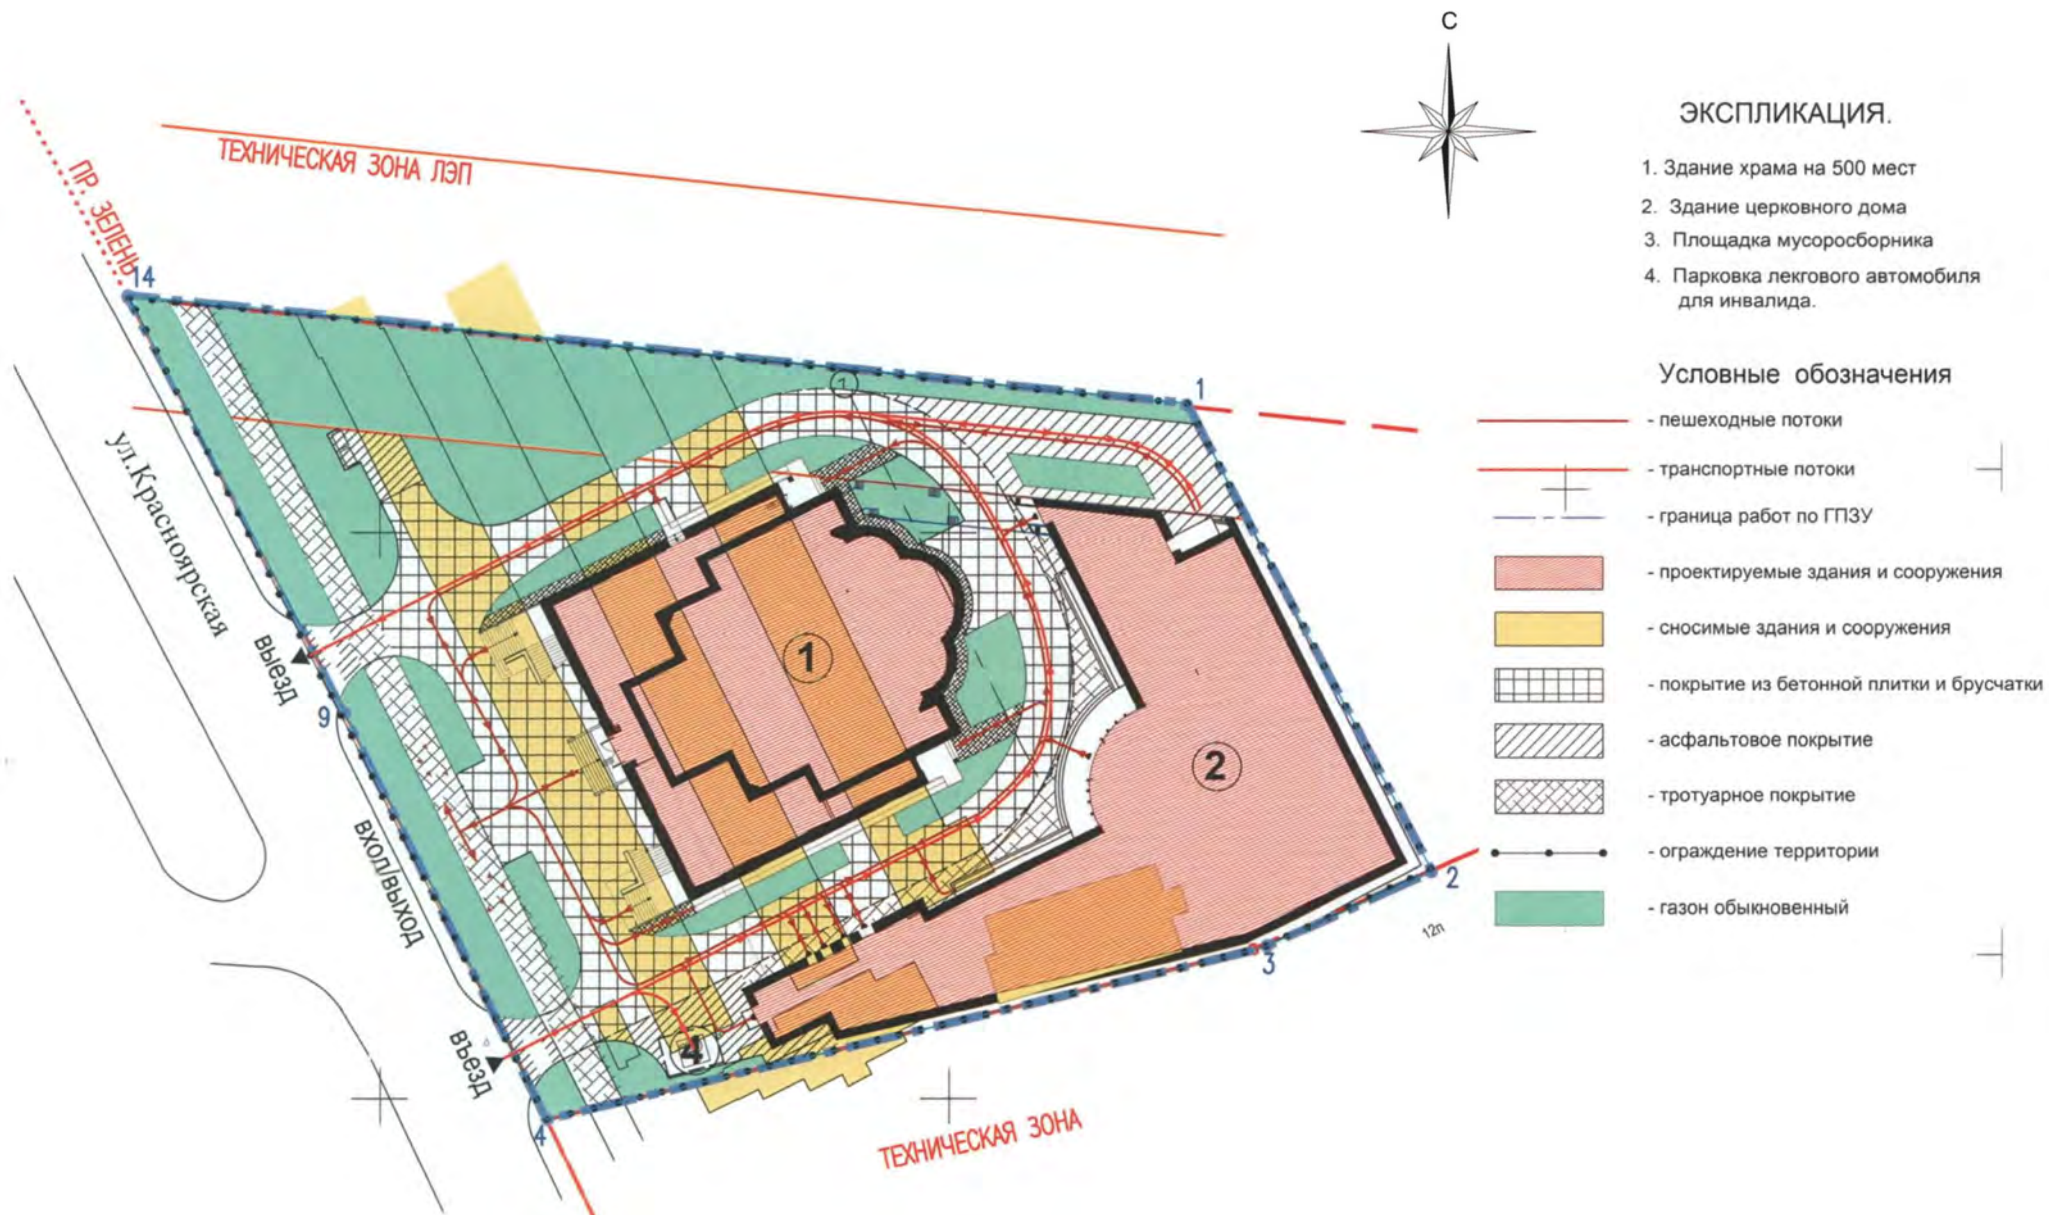 С
ЭКСПЛИКАЦИЯ.
1. Здание храма на 500 мест
2. Здание церковного дома
3. Площадка мусоросборника
4. Парковка лекгового автомобиля
для инвалида.
Условные обозначения
- пешеходные потоки
- транспортные потоки
- граница работ по ГПЗУ
- проектируемые здания и сооружения
- сносимые здания и сооружения
- покрытие из бетонной плитки и брусчатки
- асфальтовое покрытие
- тротуарное покрытие
- ограждение территории
- газон обыкновенный
ТЕХНИЧЕСКАЯ ЗОНА ЛЭП
ПР. ЗЕЛЕНЬ
14
1
1
ул.Красноярская
ВЫЕЗД
9
1
2
ВХОД/ВЫХОД
2
12п
3
ВЪЕЗД
4
4
ТЕХНИЧЕСКАЯ ЗОНА